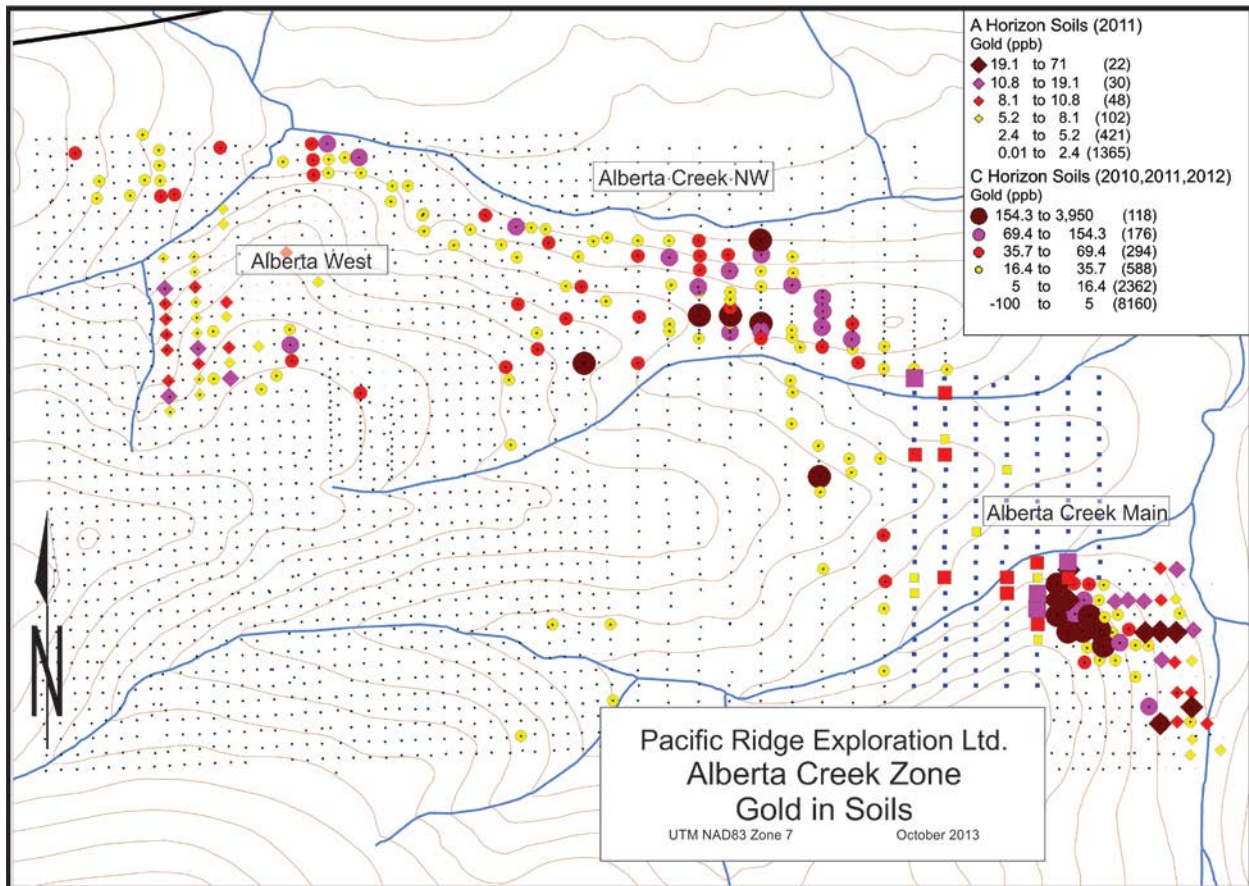 A Horizon Soils (2011)
Gold (ppb)
19.1 to 71 (22)
10.8 to 19.1 (30)
8.1 to 10.8 (48)
5.2 to 8.1 (102)
2.4 to 5.2 (421)
0.01 to 2.4 (1365)
C Horizon Soils (2010,2011,2012)
Gold (ppb)
154.3 to 3,950 (118)
69.4 to 154.3 (176)
35.7 to 69.4 (294)
16.4 to 35.7 (588)
5 to 16.4 (2362)
-100 to 5 (8160)
Alberta Creek NW
Alberta West
Alberta Creek Main
N
Pacific Ridge Exploration Ltd.
Alberta Creek Zone
Gold in Soils
UTM NAD83 Zone 7 October 2013